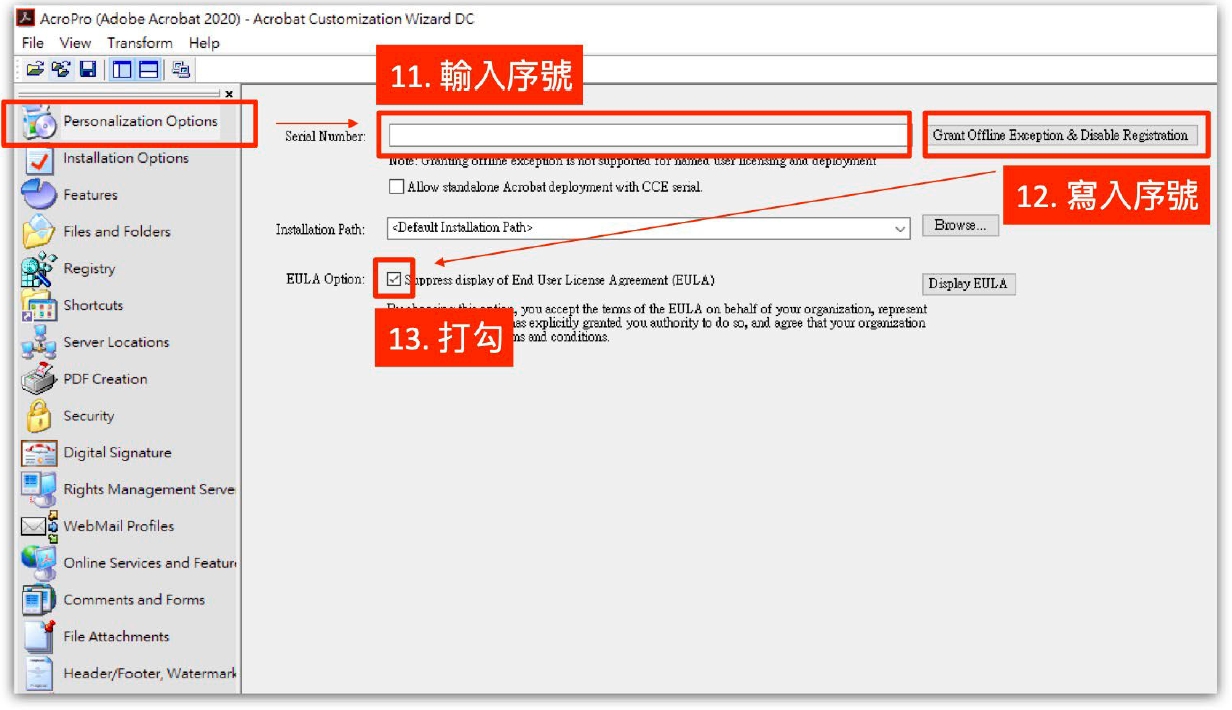 AcroPro (Adobe Acrobat 2020) - Acrobat Customization Wizard DC
File View Transform Help
11. 輸入序號
Personalization Options
Installation Options
Features
Files and Folders
Registry
Shortcuts
Server Locations
PDF Creation
Security
Digital Signature
Rights Management Serve
WebMail Profiles
Online Services and Featur
Comments and Forms
File Attachments
Header/Footer, Watermark
Serial Number:
Grant Offline Exception & Disable Registration
Note: Granting offline exception is not supported for named user licensing and deployment
Allow standalone Acrobat deployment with CCE serial.
12. 寫入序號
Installation Path: <Default Installation Path> Browse...
EULA Option: Suppress display of End User License Agreement (EULA) Display EULA
By choosing this option, you accept the terms of the EULA on behalf of your organization, represent
as explicitly granted you authority to do so, and agree that your organization
ns and conditions.
13. 打勾